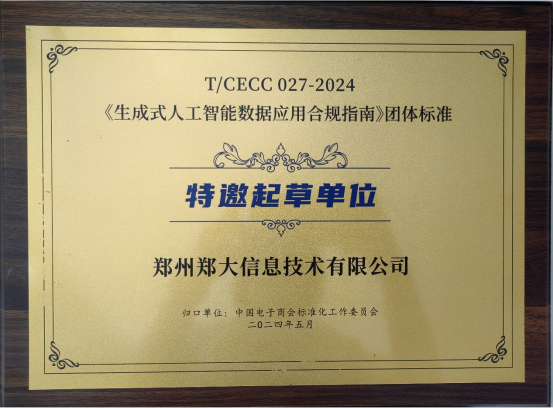 T/CECC 027-2024
《生成式人工智能数据应用合规指南》团体标准
特邀起草单位
郑州郑大信息技术有限公司
归口单位：中国电子商会标准化工作委员会
二〇二四年五月